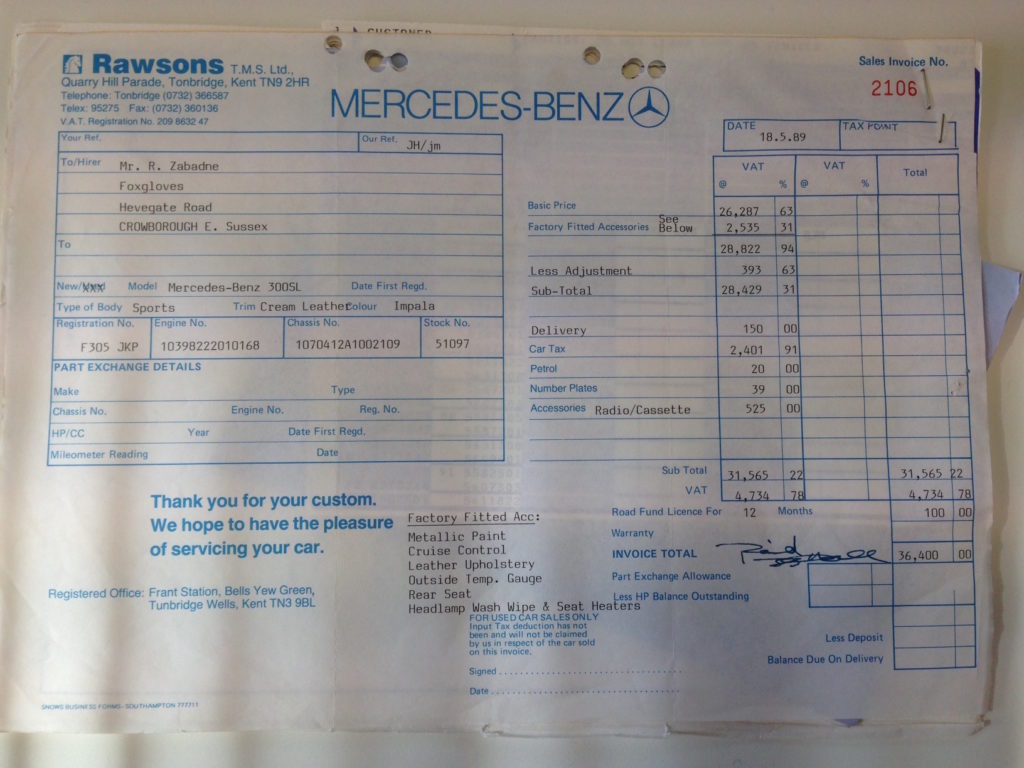 CUSTOMER
Rawsons T.M.S. Ltd.,
Quarry Hill Parade, Tonbridge, Kent TN9 2HR
Telephone: Tonbridge (0732) 366587
Telex: 95275 Fax: (0732) 360136
V.A.T. Registration No. 209 8632 47
MERCEDES-BENZ
Sales Invoice No.
2106
DATE 18.5.89 TAX POINT
Your Ref. Our Ref. JH/jm
To/Hirer Mr. R. Zabadne
Foxgloves
Hevegate Road
CROWBOROUGH E. Sussex
To
New/Used Model Mercedes-Benz 300SL Date First Regd.
Type of Body Sports Trim Cream Leather Colour Impala
Registration No. Engine No. Chassis No. Stock No.
F305 JKP 10398222010168 1070412A1002109 51097
PART EXCHANGE DETAILS
Make Type
Chassis No. Engine No. Reg. No.
HP/CC Year Date First Regd.
Mileometer Reading Date
VAT VAT Total
@ % @ %
Basic Price 26,287 63
Factory Fitted Accessories See Below 2,535 31
28,822 94
Less Adjustment 393 63
Sub-Total 28,429 31
Delivery 150 00
Car Tax 2,401 91
Petrol 20 00
Number Plates 39 00
Accessories Radio/Cassette 525 00
Sub Total 31,565 22 31,565 22
VAT 4,734 78 4,734 78
Road Fund Licence For 12 Months 100 00
Warranty
INVOICE TOTAL 36,400 00
Part Exchange Allowance
Less HP Balance Outstanding
Less Deposit
Balance Due On Delivery
Thank you for your custom.
We hope to have the pleasure
of servicing your car.
Registered Office: Frant Station, Bells Yew Green,
Tunbridge Wells, Kent TN3 9BL
Factory Fitted Acc:
Metallic Paint
Cruise Control
Leather Upholstery
Outside Temp. Gauge
Rear Seat
Headlamp Wash Wipe & Seat Heaters
FOR USED CAR SALES ONLY
Input Tax deduction has not
been and will not be claimed
by us in respect of the car sold
on this invoice.
Signed
Date
SNOWS BUSINESS FORMS - SOUTHAMPTON 777711